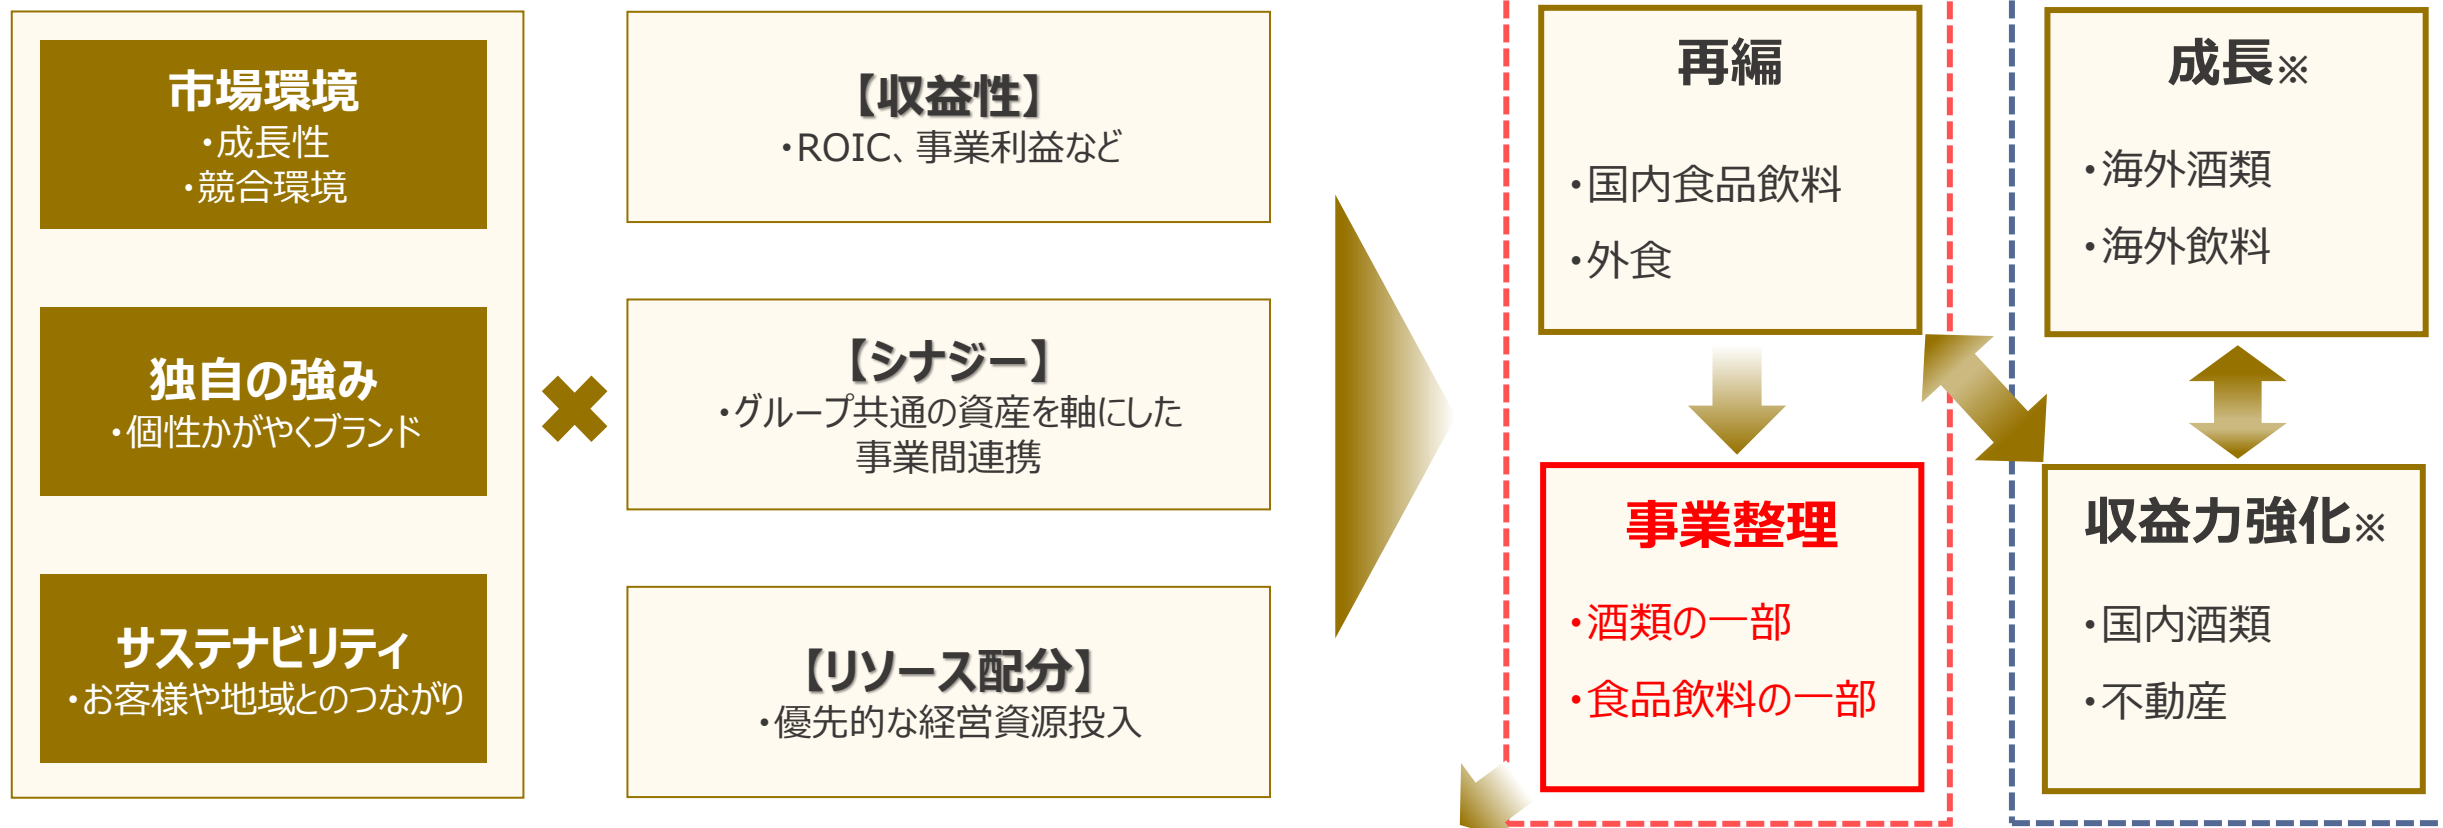 市場環境
・成長性
・競合環境
独自の強み
・個性かがやくブランド
サステナビリティ
・お客様や地域とのつながり
【収益性】
・ROIC、事業利益など
【シナジー】
・グループ共通の資産を軸にした
事業間連携
【リソース配分】
・優先的な経営資源投入
再編
・国内食品飲料
・外食
事業整理
・酒類の一部
・食品飲料の一部
成長※
・海外酒類
・海外飲料
収益力強化※
・国内酒類
・不動産